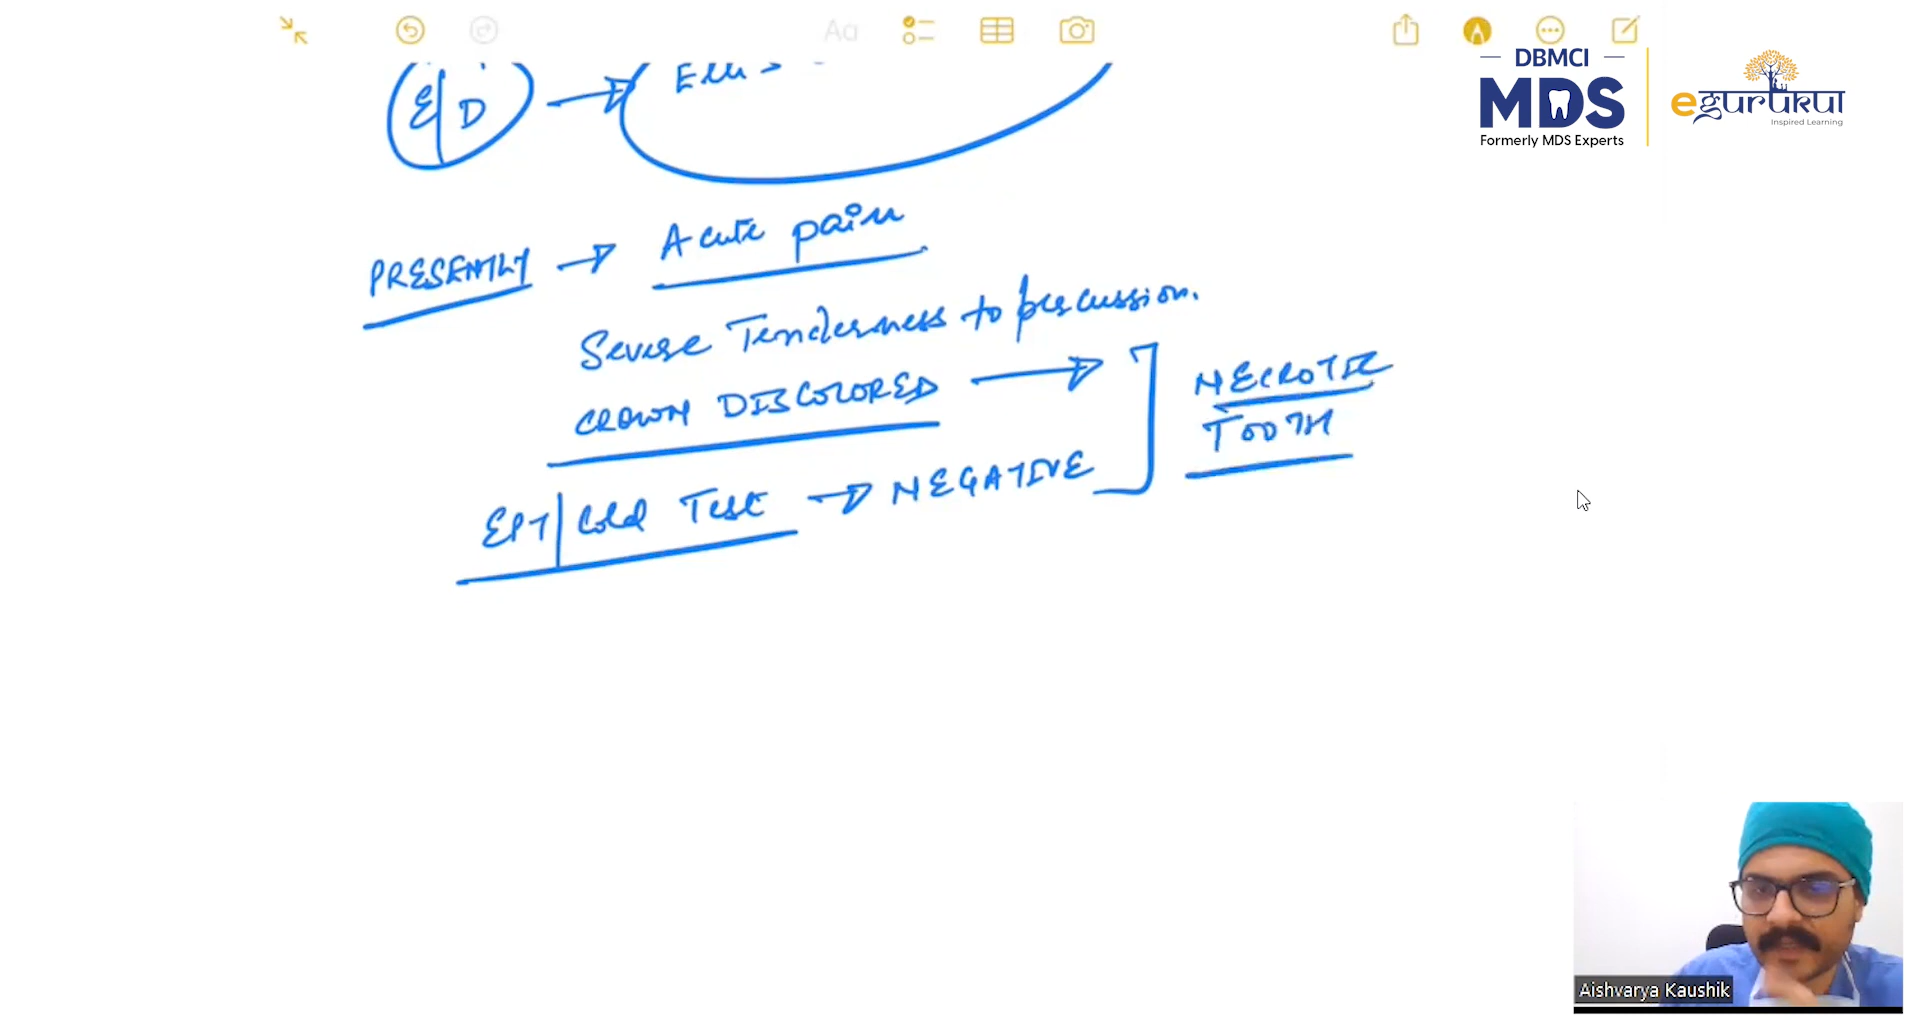 Aa
DBMCI
MDS
Formerly MDS Experts
egurukul
Inspired Learning
E|D →
PRESENTLY → Acute pain
Severe Tenderness to percussion.
CROWN DISCOLORED →
NECROTIC
TOOTH
EPT|Cold Test → NEGATIVE
Aishvarya Kaushik